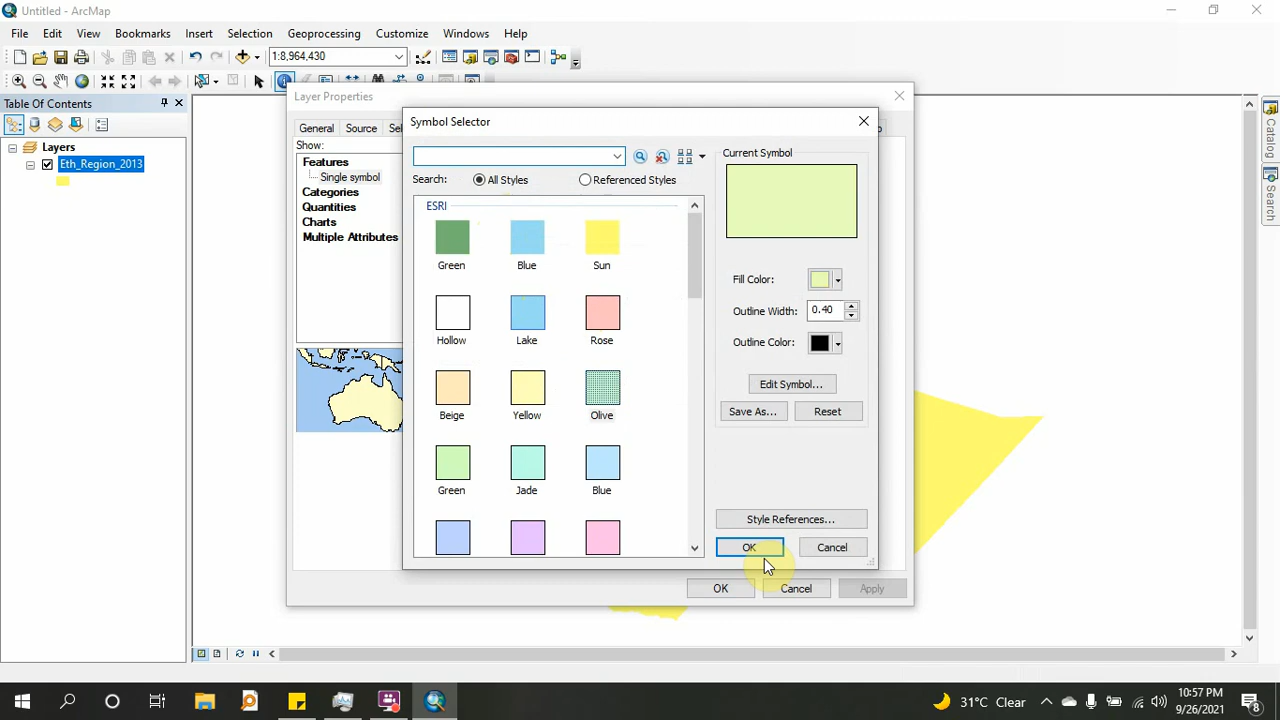 Untitled - ArcMap
File Edit View Bookmarks Insert Selection Geoprocessing Customize Windows Help
1:8,964,430
Table Of Contents
Layers
Eth_Region_2013
Layer Properties
General Source
Show:
Features
Single symbol
Categories
Quantities
Charts
Multiple Attributes
Symbol Selector
Search: All Styles Referenced Styles
ESRI
Green Blue Sun
Hollow Lake Rose
Beige Yellow Olive
Green Jade Blue
Current Symbol
Fill Color:
Outline Width: 0.40
Outline Color:
Edit Symbol...
Save As... Reset
Style References...
OK Cancel
OK Cancel Apply
Catalog
Search
31°C Clear
10:57 PM
9/26/2021
8